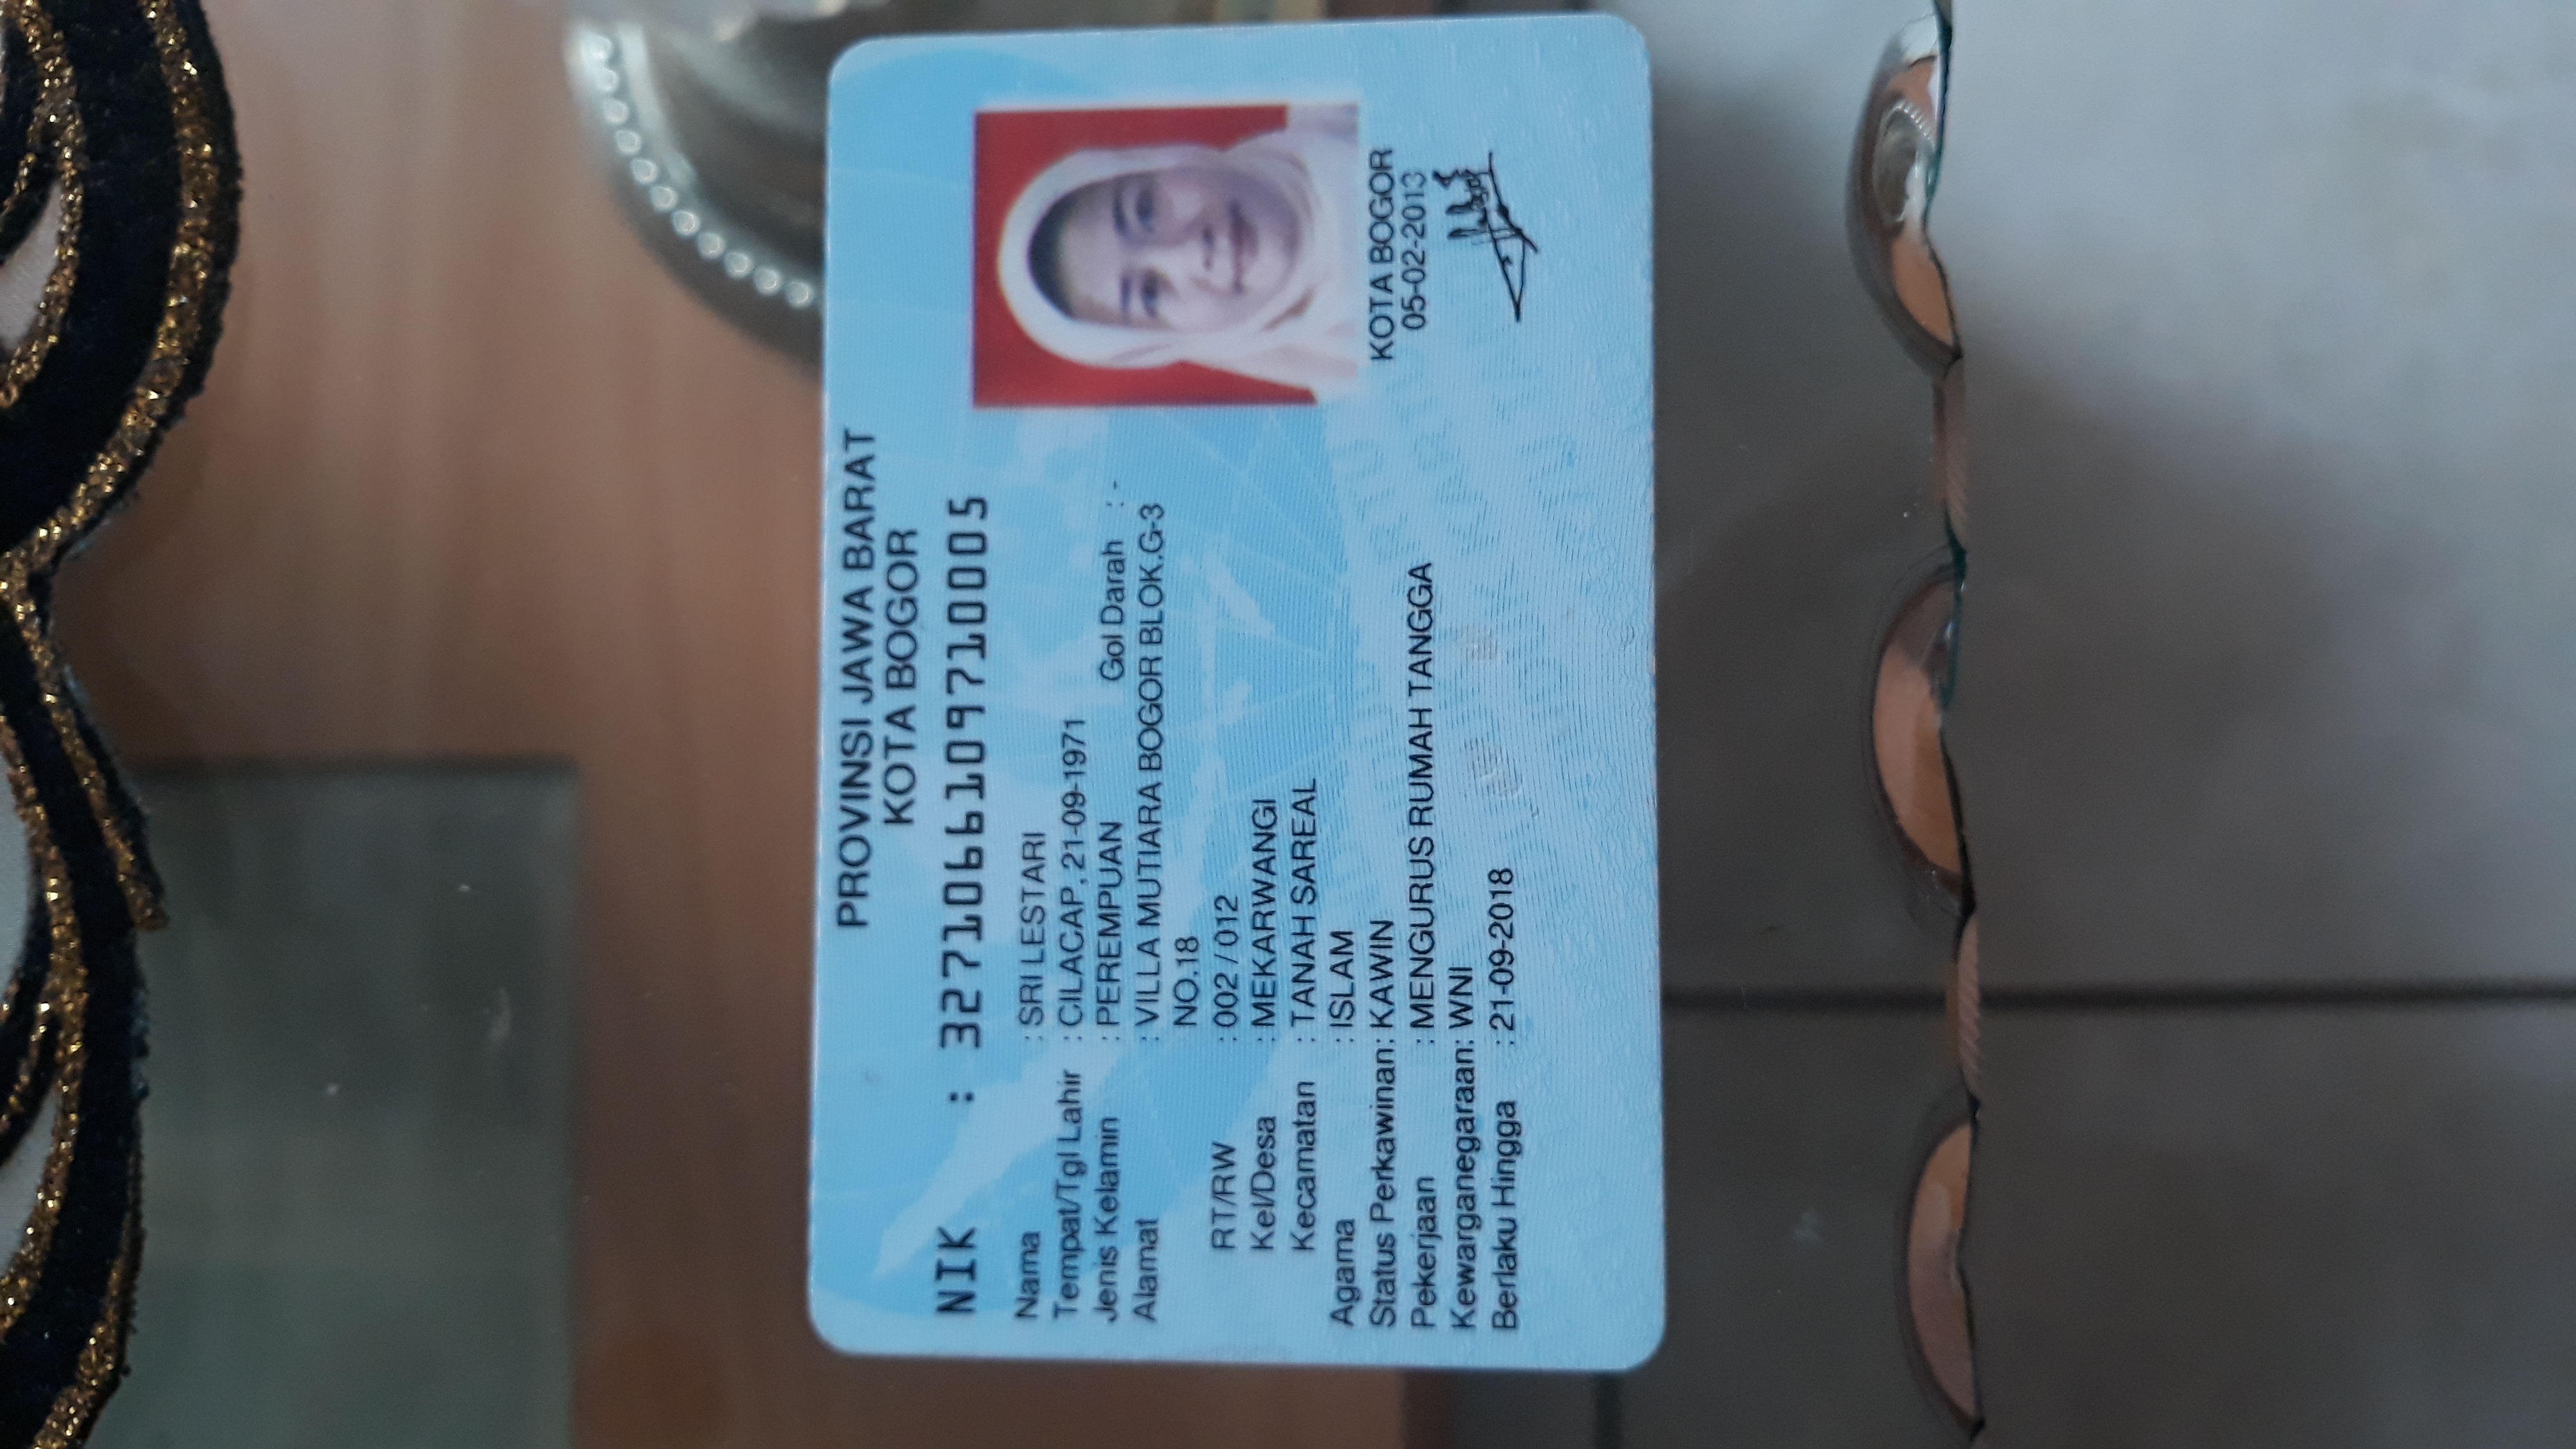 PROVINSI JAWA BARAT
KOTA BOGOR
NIK : 3271066109710005
Nama : SRI LESTARI
Tempat/Tgl Lahir : CILACAP, 21-09-1971
Jenis Kelamin : PEREMPUAN Gol Darah : -
Alamat : VILLA MUTIARA BOGOR BLOK.G-3
NO.18
RT/RW : 002 / 012
Kel/Desa : MEKARWANGI
Kecamatan : TANAH SAREAL
Agama : ISLAM
Status Perkawinan: KAWIN
Pekerjaan : MENGURUS RUMAH TANGGA
Kewarganegaraan: WNI
Berlaku Hingga : 21-09-2018
KOTA BOGOR
05-02-2013